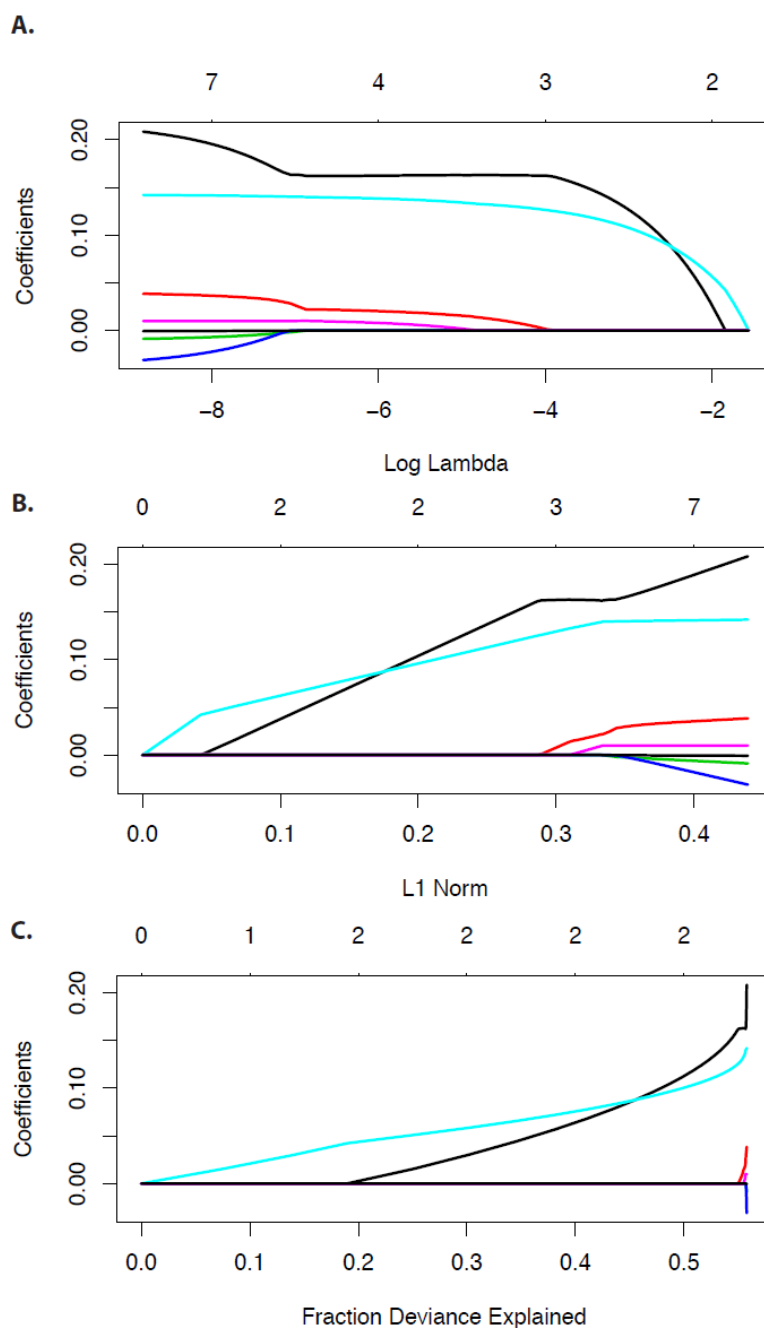 A.
7 4 3 2
0.20
0.10
0.00
Coefficients
−8 −6 −4 −2
Log Lambda
B.
0 2 2 3 7
0.20
0.10
0.00
Coefficients
0.0 0.1 0.2 0.3 0.4
L1 Norm
C.
0 1 2 2 2 2
0.20
0.10
0.00
Coefficients
0.0 0.1 0.2 0.3 0.4 0.5
Fraction Deviance Explained